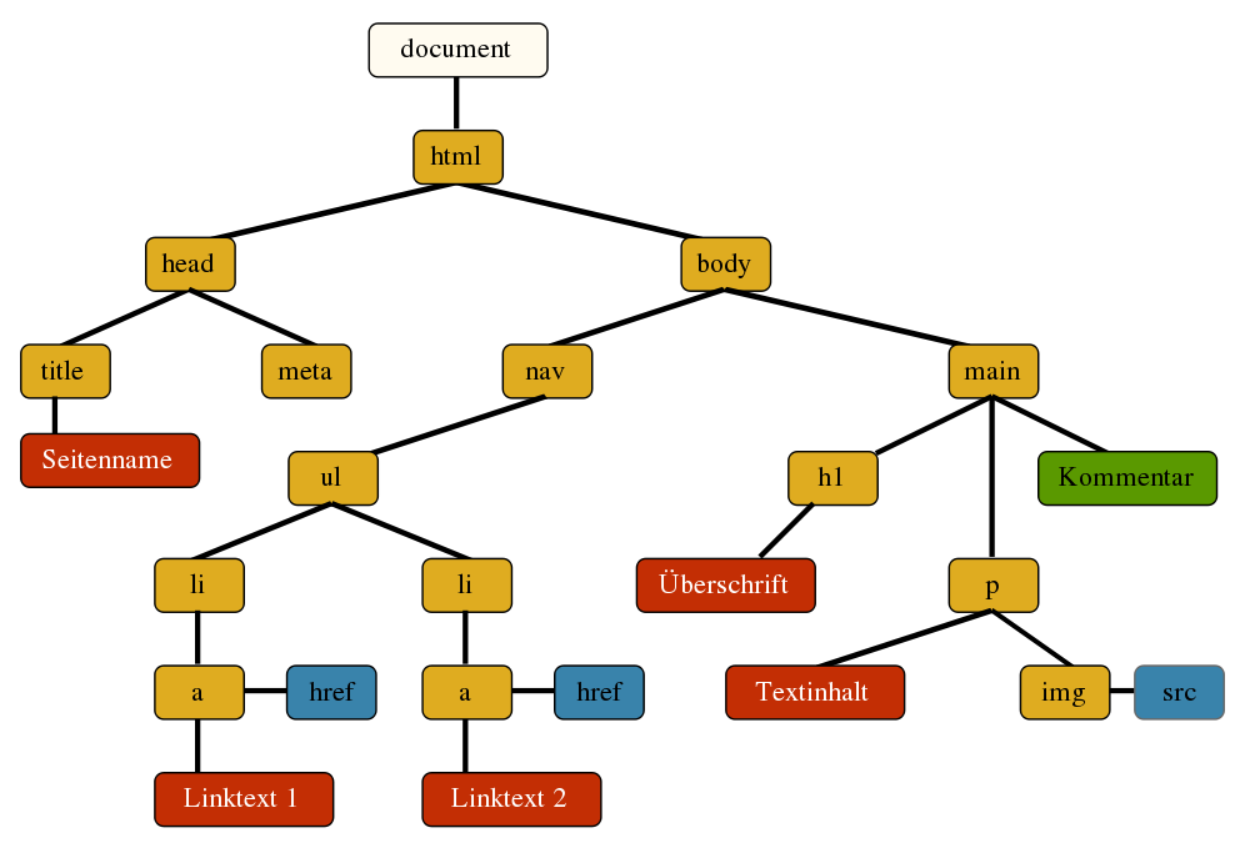 document
html
head
body
title
meta
nav
main
Seitenname
ul
h1
Kommentar
li
li
Überschrift
p
a
href
a
href
Textinhalt
img
src
Linktext 1
Linktext 2